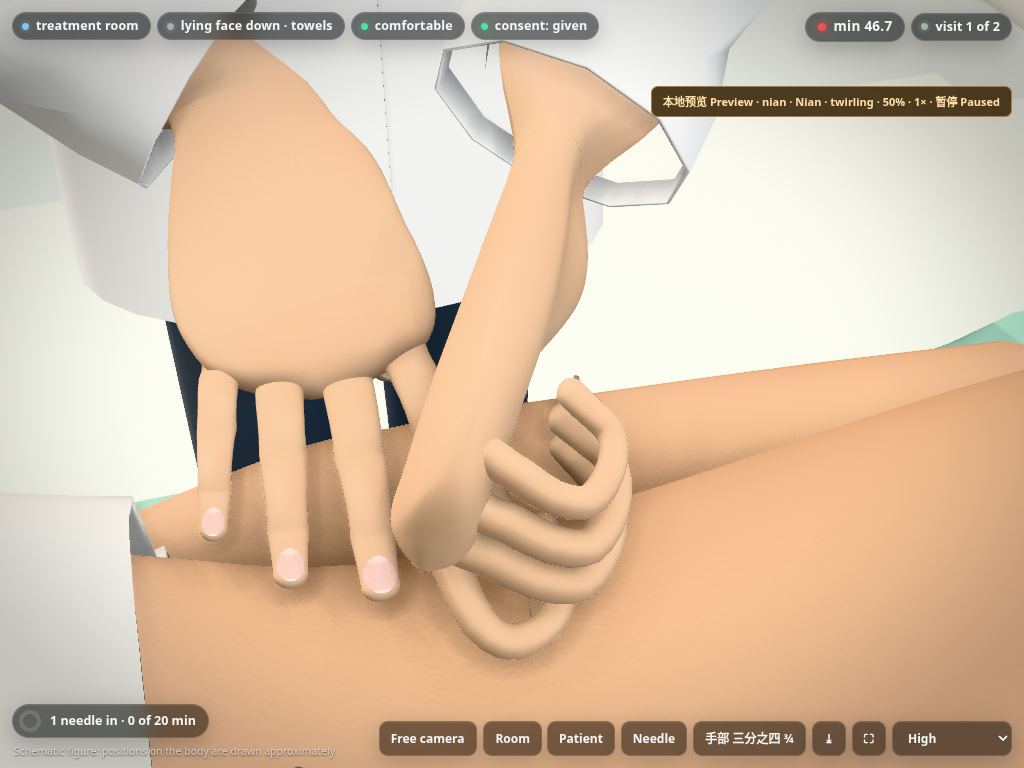 treatment room
lying face down · towels
comfortable
consent: given
min 46.7
visit 1 of 2
本地预览 Preview · nian · Nian · twirling · 50% · 1× · 暂停 Paused
1 needle in · 0 of 20 min
Schematic figure: positions on the body are drawn approximately
Free camera
Room
Patient
Needle
手部 三分之四 ¾
High